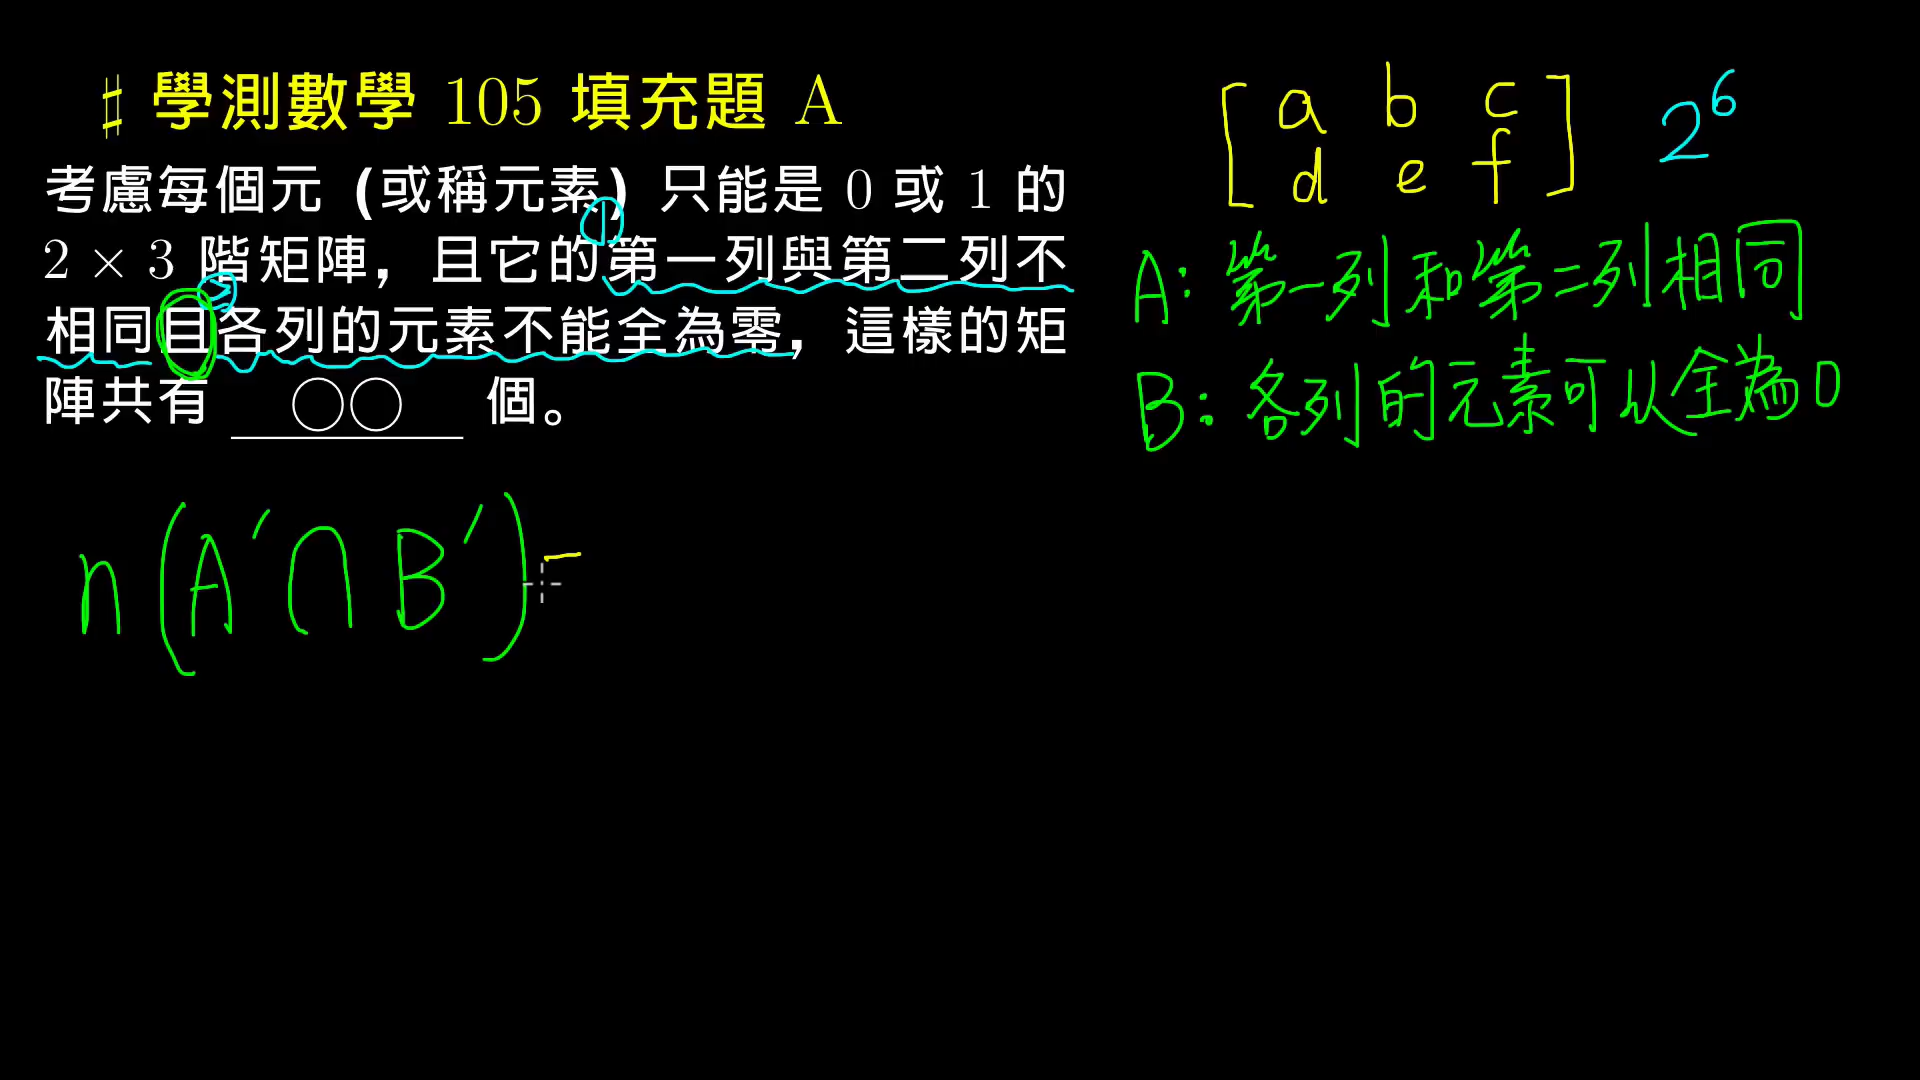 ♯ 學測數學 105 填充題 A
考慮每個元 (或稱元素) 只能是 0 或 1 的
2 × 3 階矩陣，且它的第一列與第二列不
相同且各列的元素不能全為零，這樣的矩
陣共有 ○○ 個。
①
②
n(A′∩B′)
[a b c
d e f] 2⁶
A: 第一列和第二列相同
B: 各列的元素可以全為0